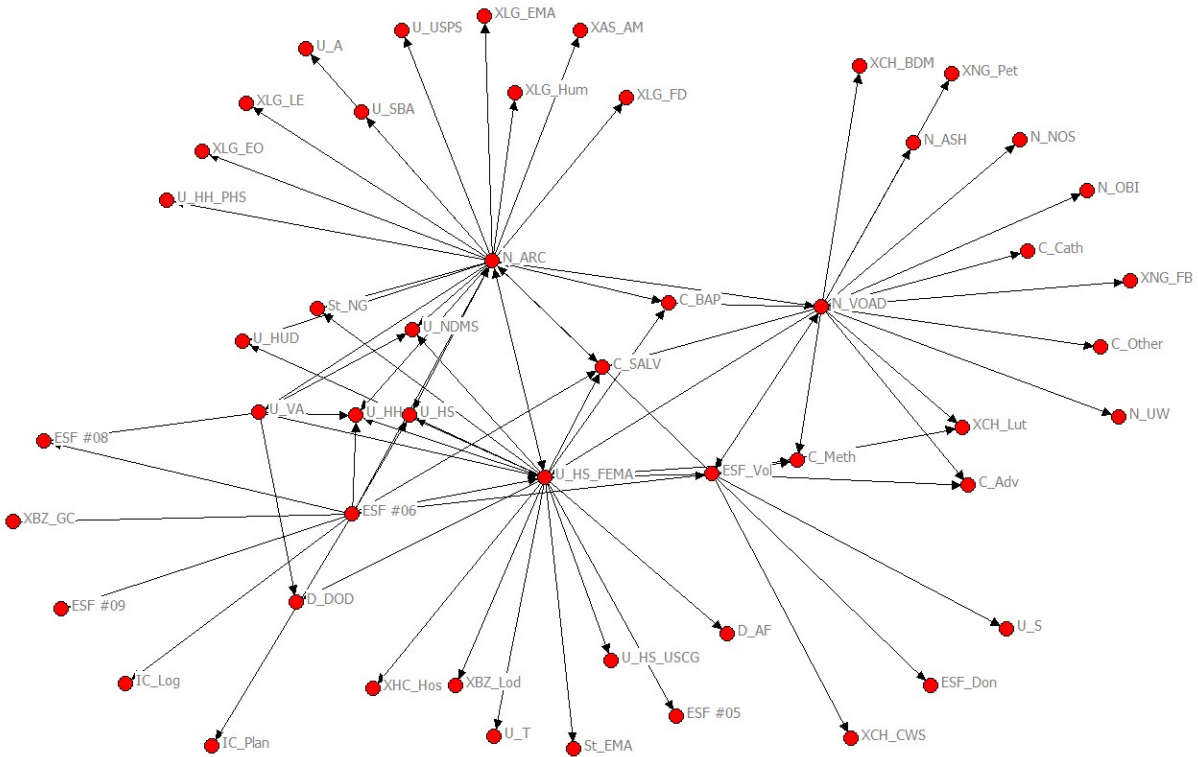 XLG_EMA
U_USPS
XAS_AM
U_A
XCH_BDM
XNG_Pet
XLG_Hum
XLG_FD
XLG_LE
U_SBA
N_ASH
N_NOS
XLG_EO
N_OBI
U_HH_PHS
C_Cath
N_ARC
XNG_FB
C_BAP
N_VOAD
St_NG
U_NDMS
U_HUD
C_Other
C_SALV
U_VA
U_HH
U_HS
N_UW
XCH_Lut
ESF #08
C_Meth
U_HS_FEMA
ESF_Vol
C_Adv
ESF #06
XBZ_GC
D_DOD
ESF #09
U_S
D_AF
U_HS_USCG
IC_Log
XHC_Hos
XBZ_Lod
ESF_Don
ESF #05
U_T
XCH_CWS
IC_Plan
St_EMA